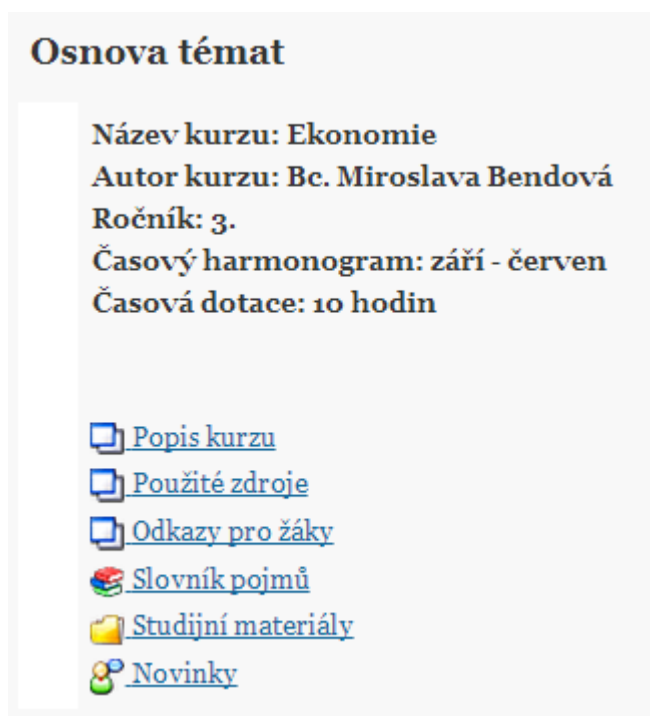 Osnova témat
Název kurzu: Ekonomie
Autor kurzu: Bc. Miroslava Bendová
Ročník: 3.
Časový harmonogram: září - červen
Časová dotace: 10 hodin
Popis kurzu
Použité zdroje
Odkazy pro žáky
Slovník pojmů
Studijní materiály
Novinky